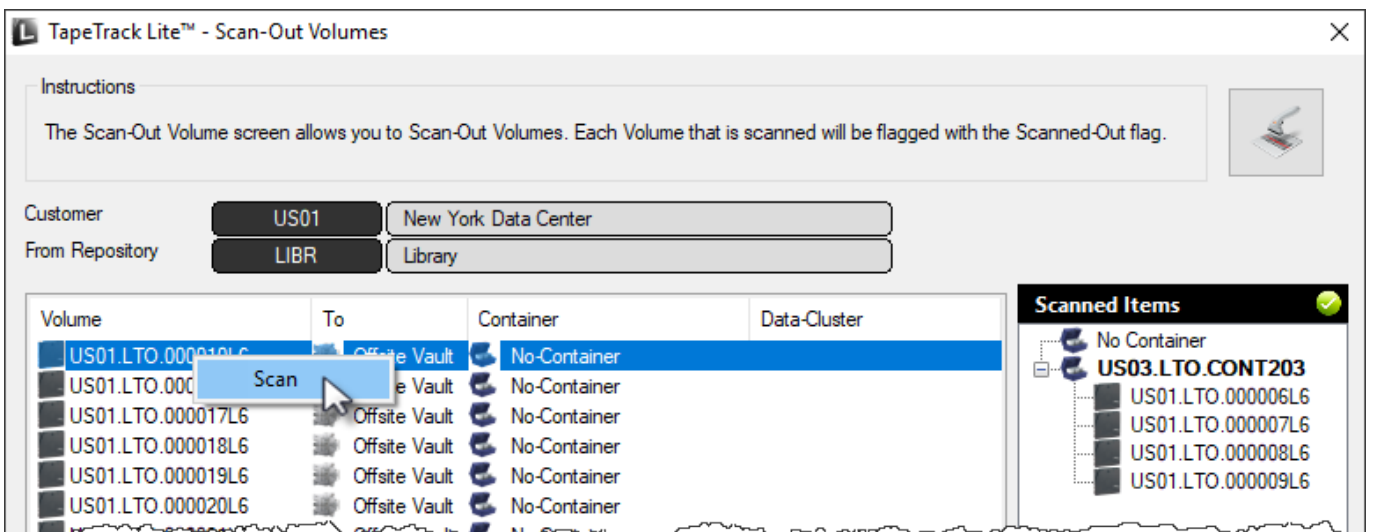 TapeTrack Lite™ - Scan-Out Volumes
Instructions
The Scan-Out Volume screen allows you to Scan-Out Volumes. Each Volume that is scanned will be flagged with the Scanned-Out flag.
Customer US01 New York Data Center
From Repository LIBR Library
Volume To Container Data-Cluster
Offsite Vault No-Container
Scan
US01.LTO.000 Vault No-Container
US01.LTO.000017L6 Offsite Vault No-Container
US01.LTO.000018L6 Offsite Vault No-Container
US01.LTO.000019L6 Offsite Vault No-Container
US01.LTO.000020L6 Offsite Vault No-Container
Scanned Items
No Container
US03.LTO.CONT203
US01.LTO.000006L6
US01.LTO.000007L6
US01.LTO.000008L6
US01.LTO.000009L6